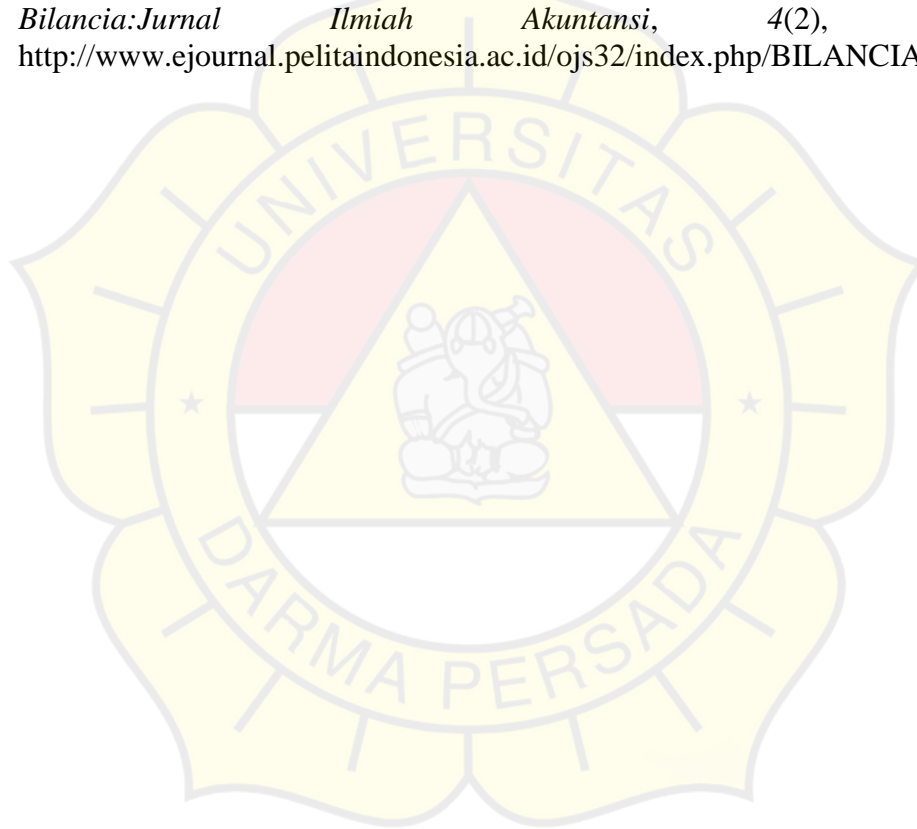 Bilancia:Jurnal Ilmiah Akuntansi, 4(2),
http://www.ejournal.pelitaindonesia.ac.id/ojs32/index.php/BILANCIA
UNIVERSITAS
DARMA PERSADA